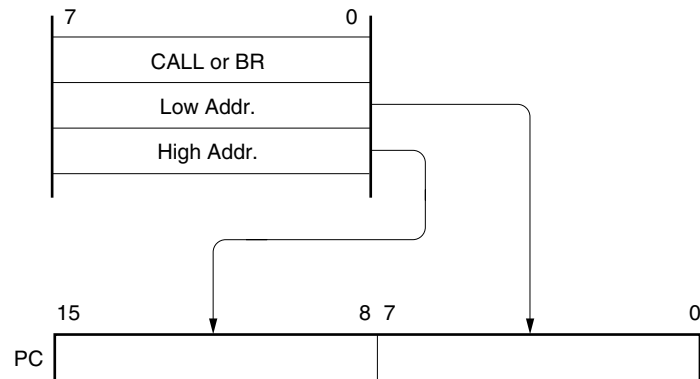 7 0
CALL or BR
Low Addr.
High Addr.
15 8 7 0
PC